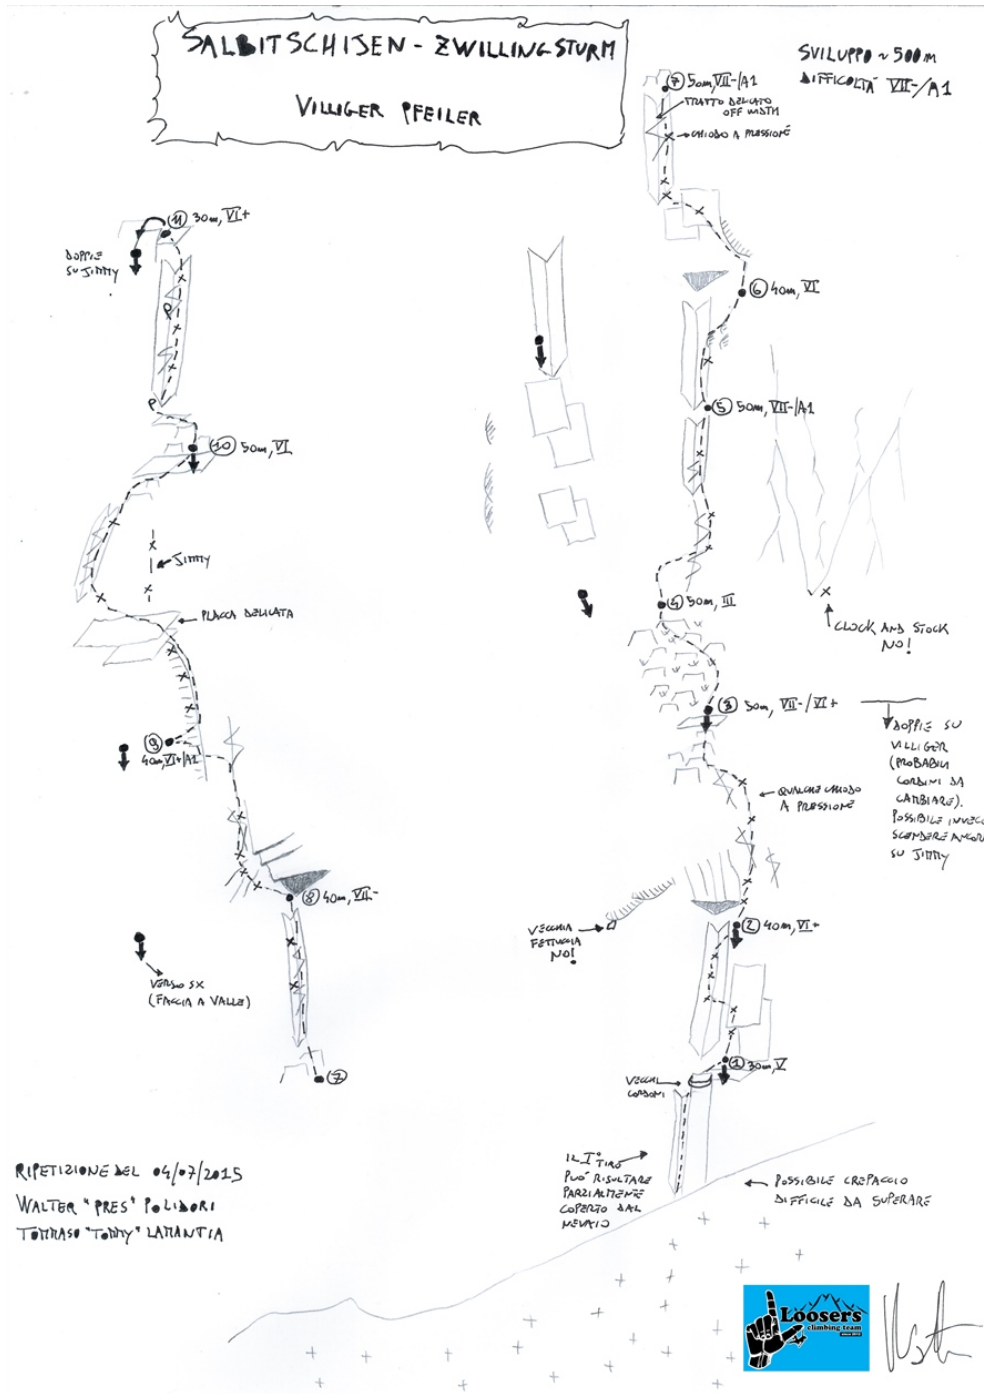 SALBITSCHIJEN - ZWILLINGSTURM
VILLIGER PFEILER
SVILUPPO ~ 500m
DIFFICOLTÀ VII-/A1
7 50m, VII-/A1
TRATTO DELICATO
OFF WIDTH
CHIODO A PRESSIONE
6 40m, VI
5 50m, VII-/A1
4 50m, III
CLOCK AND STOCK
NO!
3 50m, VII-/VI+
DOPPIE SU
VILLIGER
(PROBABILI
CORDINI DA
CAMBIARE).
POSSIBILE INVECE
SCENDERE ANCORA
SU JIMMY
QUALCHE CHIODO
A PRESSIONE
2 40m, VI+
VECCHIA
FETTUCCIA
NO!
1 30m, V
VECCHI
CORDONI
IL I° TIRO
PUÒ RISULTARE
PARZIALMENTE
COPERTO DAL
NEVAIO
POSSIBILE CREPACCIO
DIFFICILE DA SUPERARE
11 30m, VI+
DOPPIE
SU JIMMY
P
P
10 50m, VI
JIMMY
PLACCA DELICATA
9
40m, VI+/A1
8 40m, VII-
VERSO SX
(FACCIA A VALLE)
7
RIPETIZIONE DEL 04/07/2015
WALTER "PRES" POLIDORI
TOMMASO "TOMMY" LAMANTIA
Loosers
climbing team
since 2013